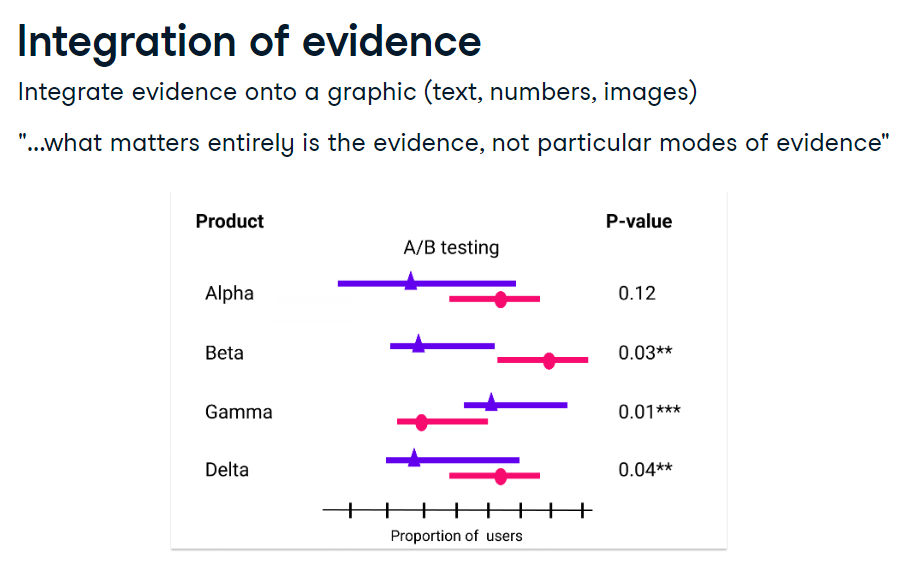 Integration of evidence
Integrate evidence onto a graphic (text, numbers, images)
"...what matters entirely is the evidence, not particular modes of evidence"
Product P-value
A/B testing
Alpha 0.12
Beta 0.03**
Gamma 0.01***
Delta 0.04**
Proportion of users